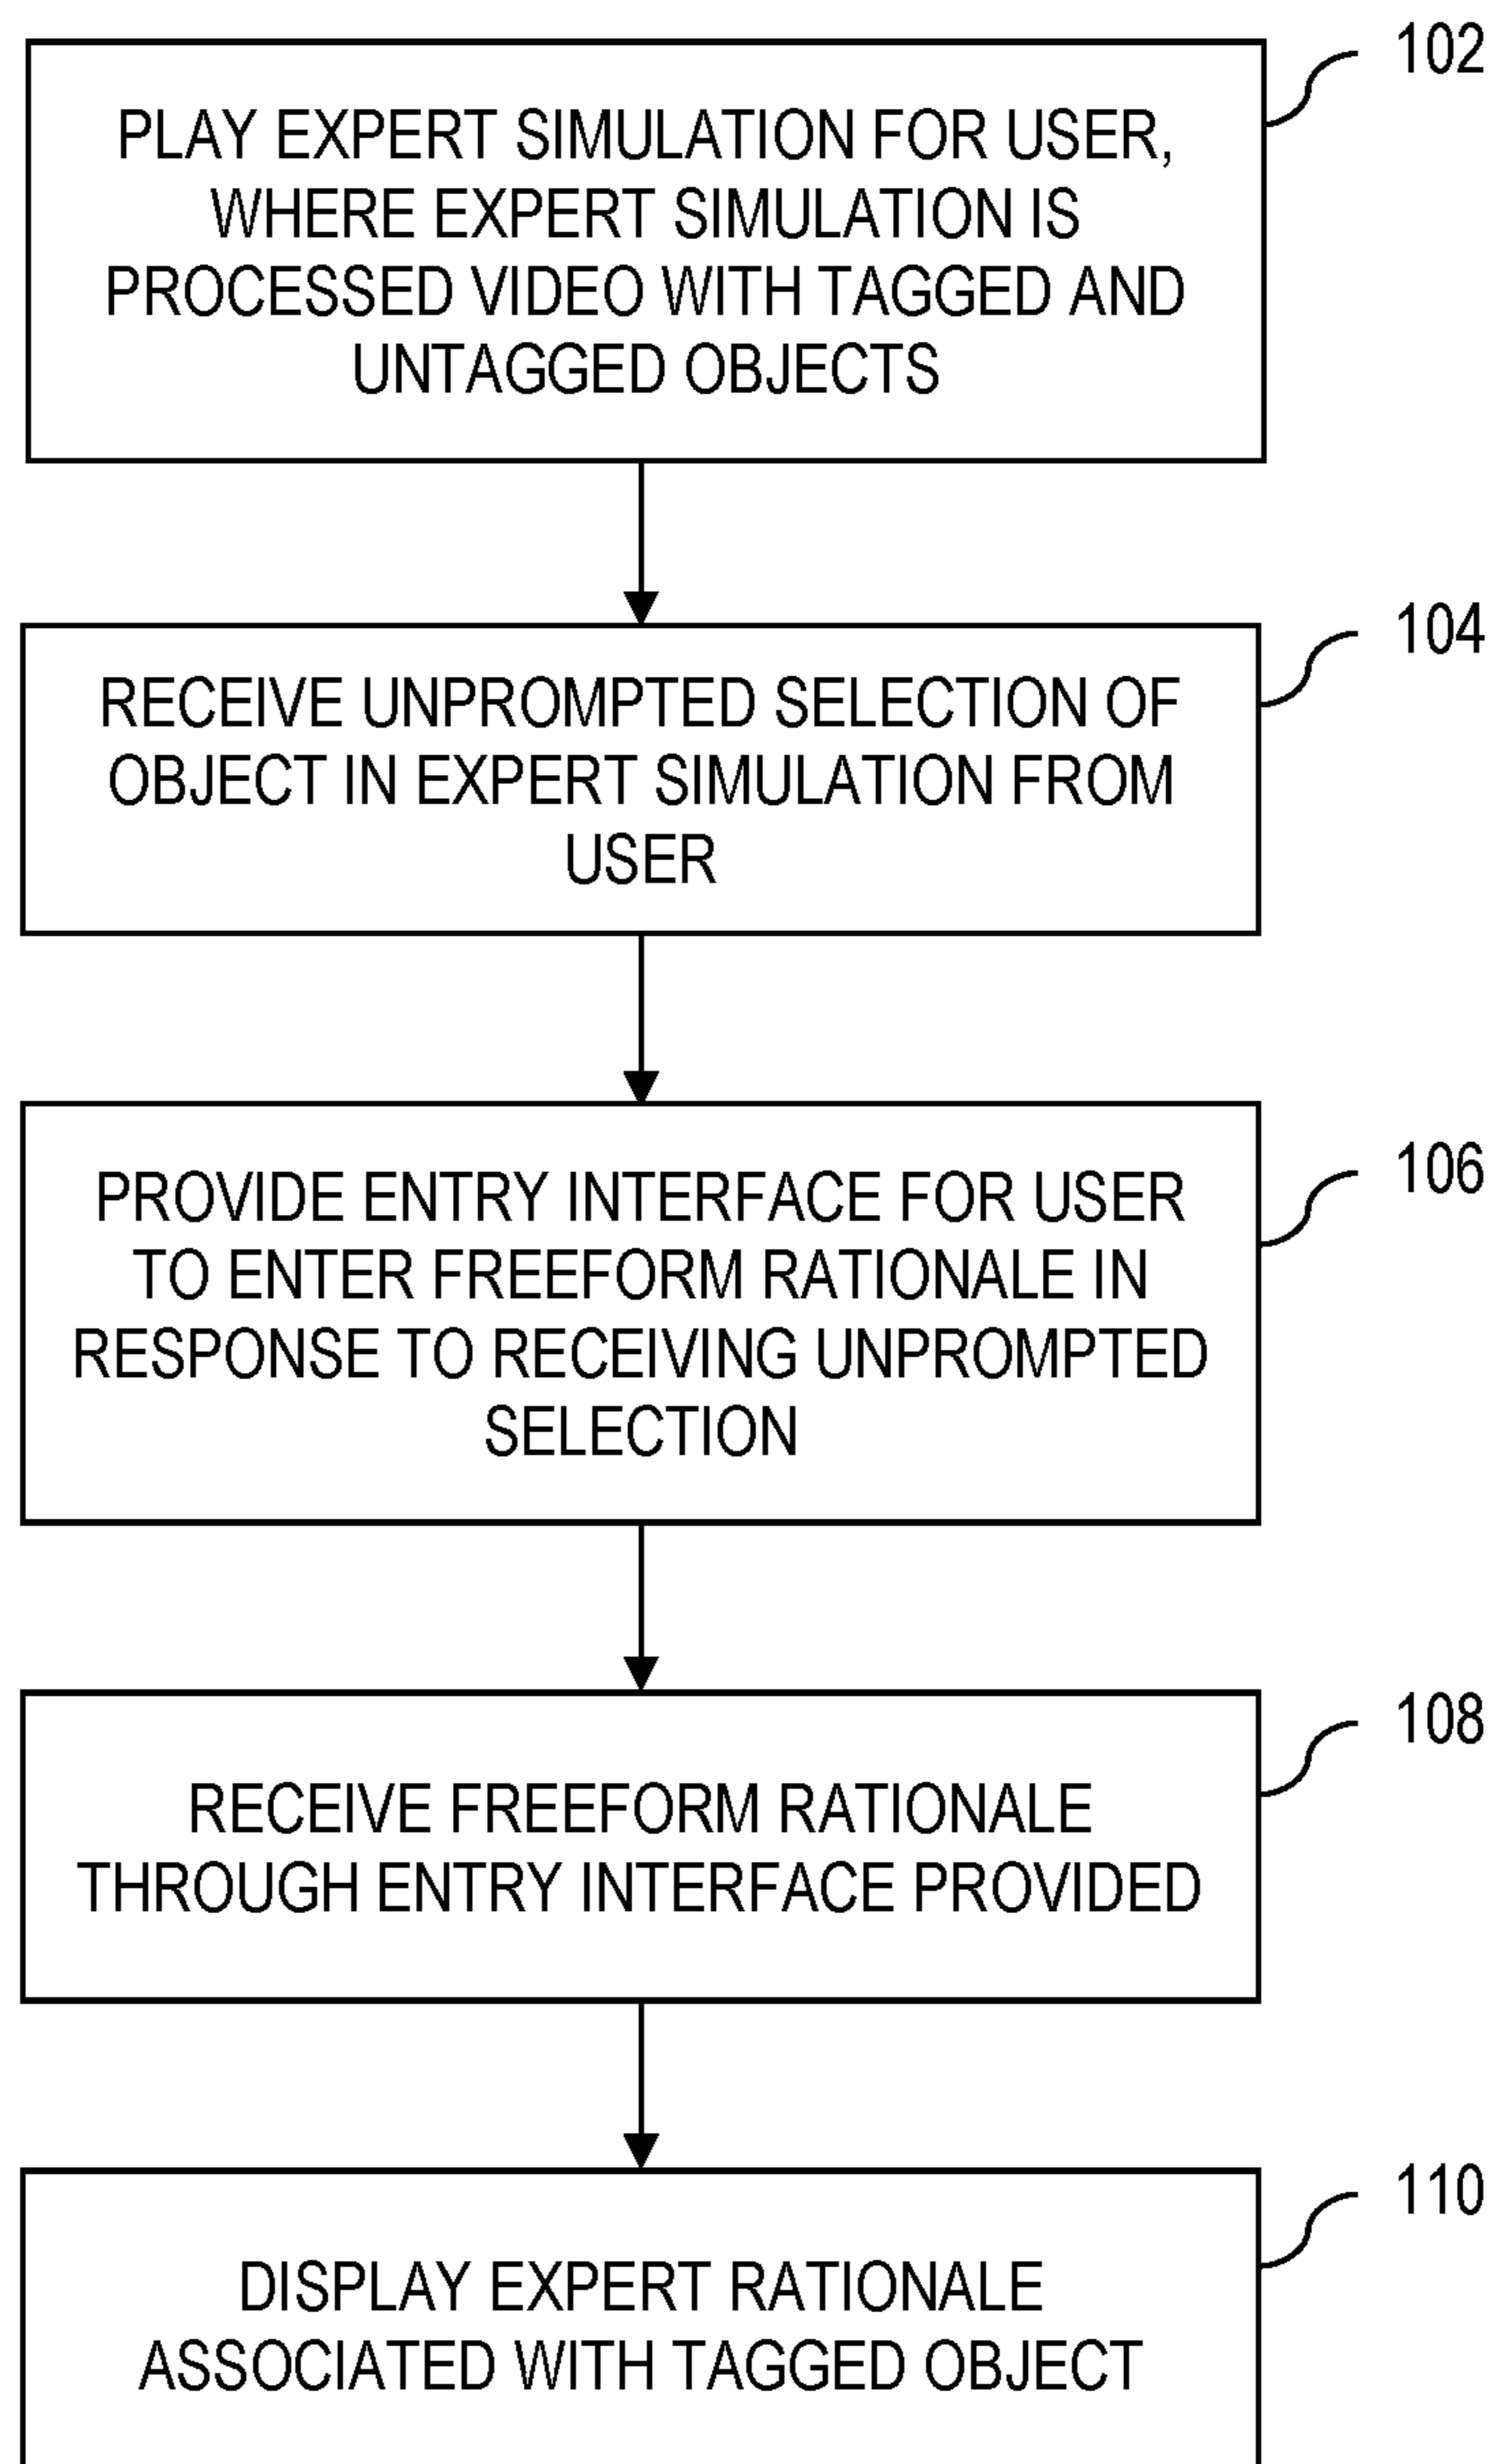 102
PLAY EXPERT SIMULATION FOR USER,
WHERE EXPERT SIMULATION IS
PROCESSED VIDEO WITH TAGGED AND
UNTAGGED OBJECTS
104
RECEIVE UNPROMPTED SELECTION OF
OBJECT IN EXPERT SIMULATION FROM
USER
106
PROVIDE ENTRY INTERFACE FOR USER
TO ENTER FREEFORM RATIONALE IN
RESPONSE TO RECEIVING UNPROMPTED
SELECTION
108
RECEIVE FREEFORM RATIONALE
THROUGH ENTRY INTERFACE PROVIDED
110
DISPLAY EXPERT RATIONALE
ASSOCIATED WITH TAGGED OBJECT